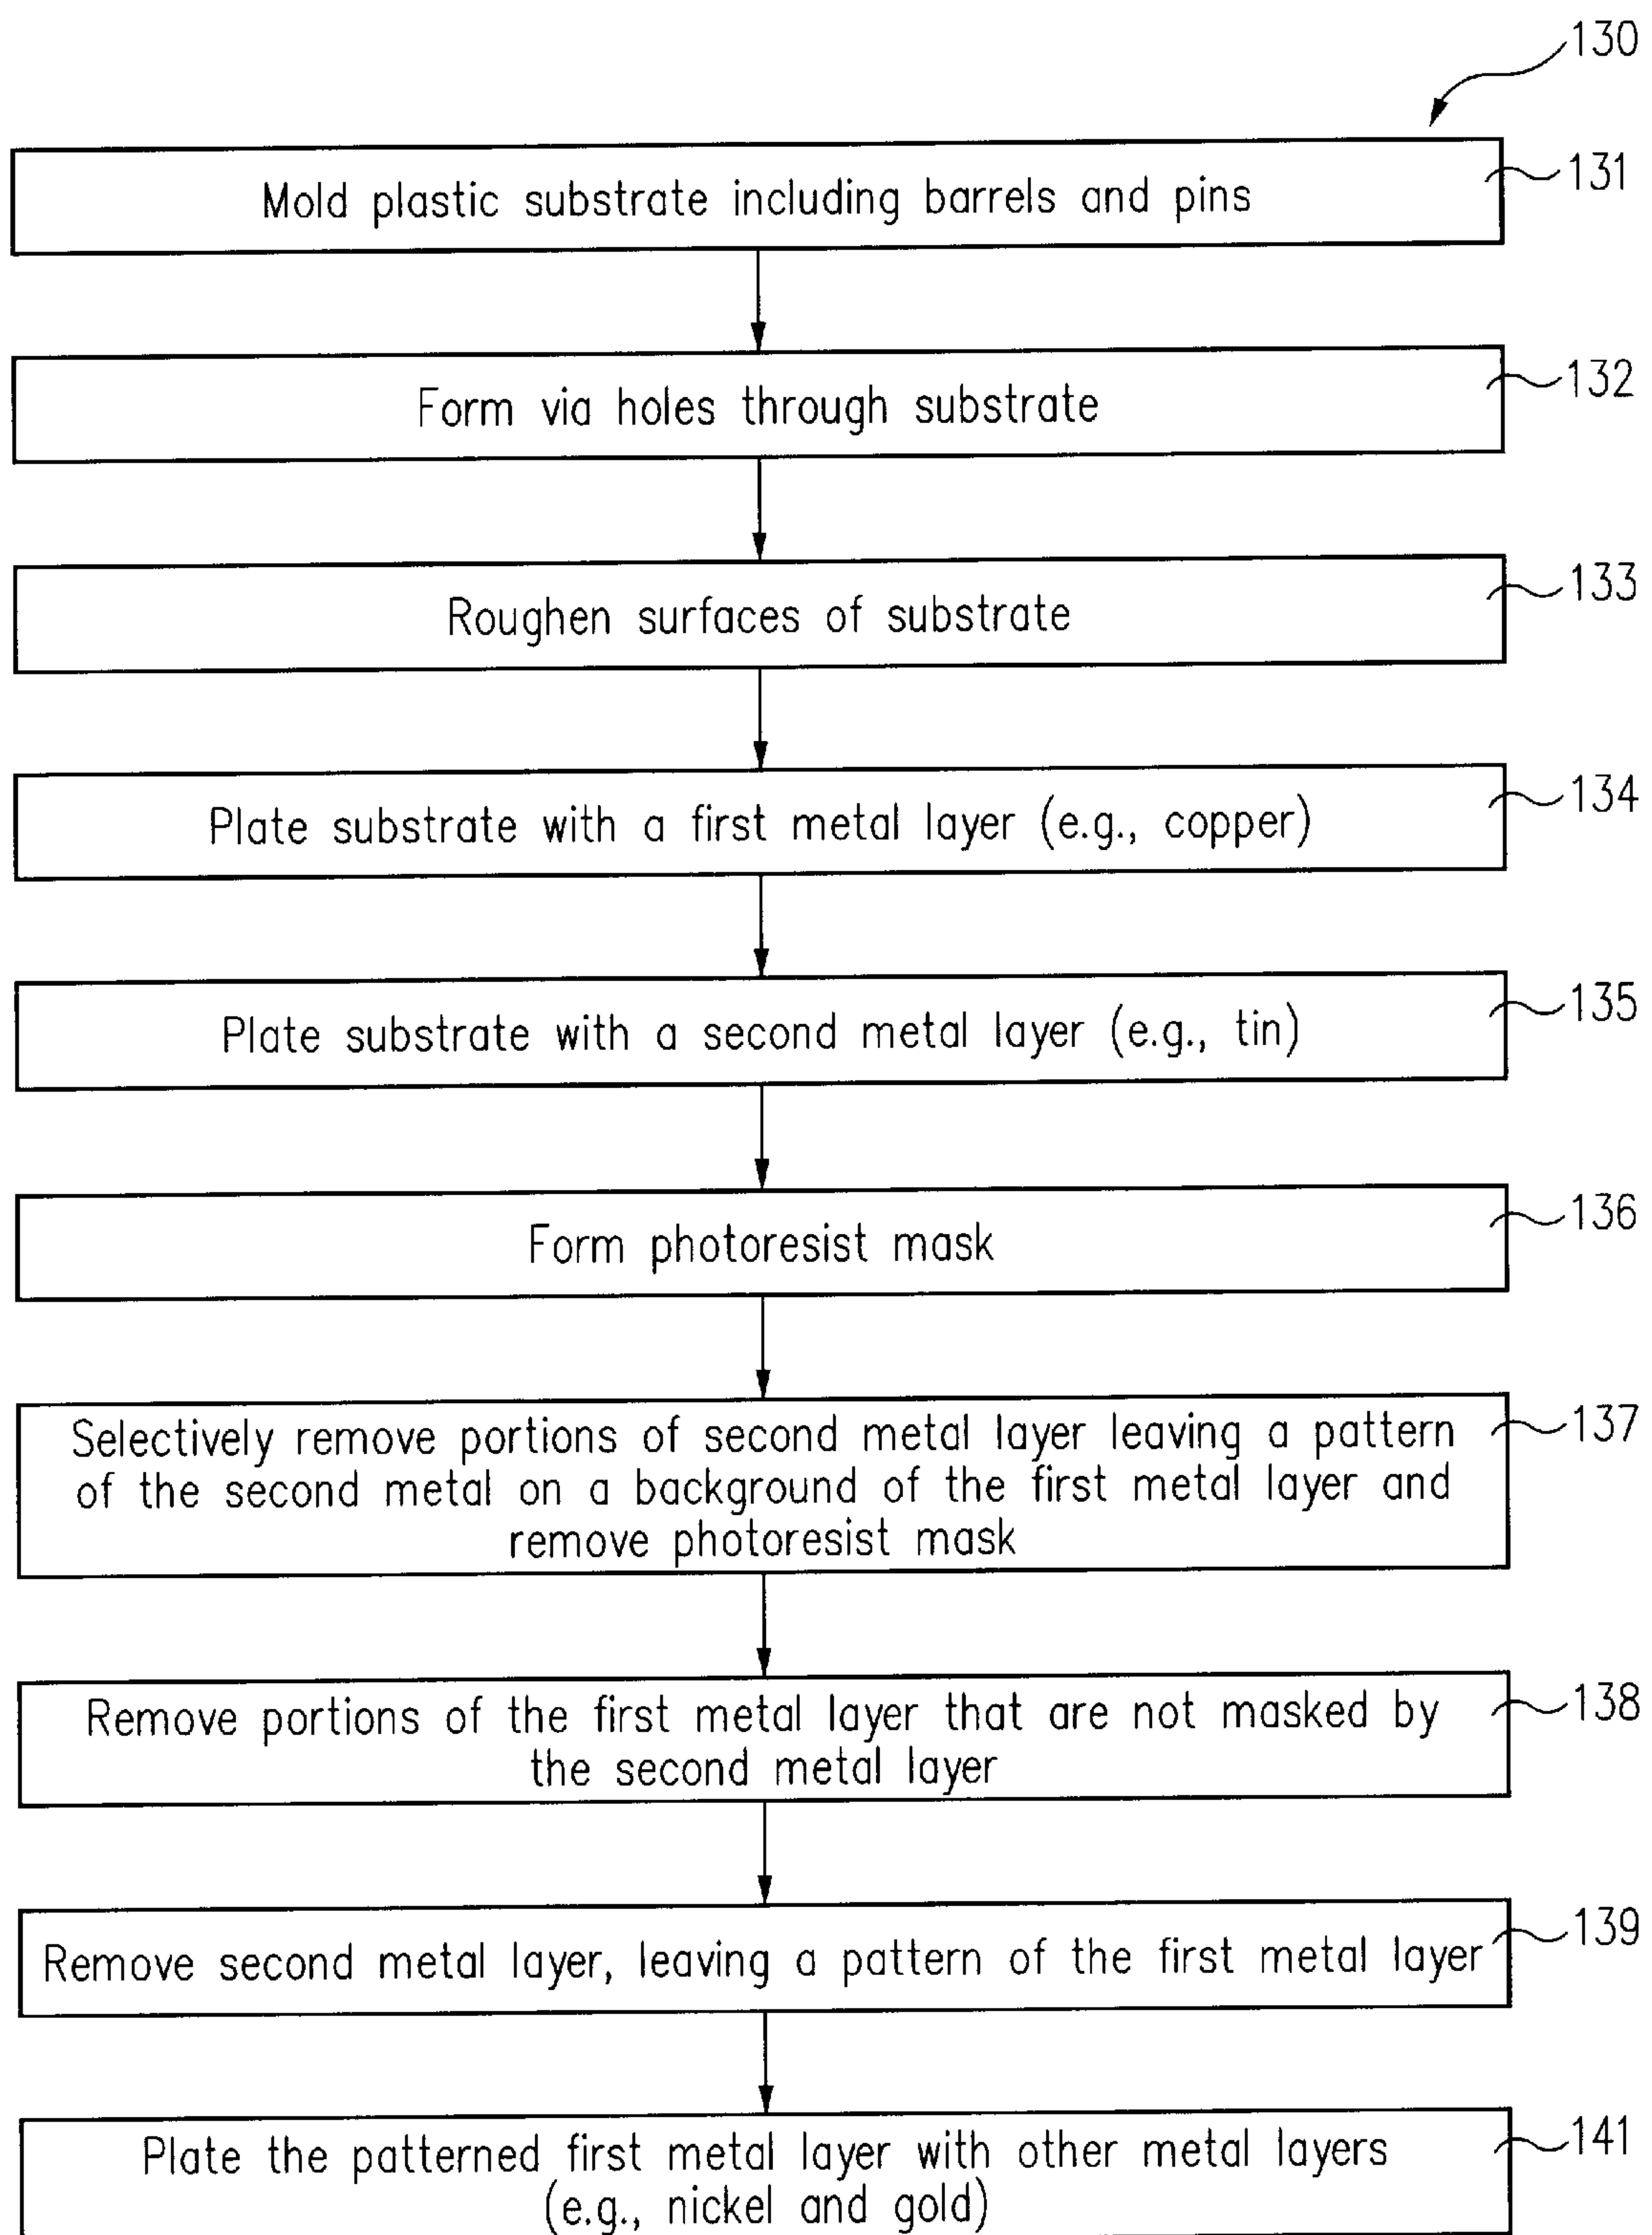 130
Mold plastic substrate including barrels and pins
131
Form via holes through substrate
132
Roughen surfaces of substrate
133
Plate substrate with a first metal layer (e.g., copper)
134
Plate substrate with a second metal layer (e.g., tin)
135
Form photoresist mask
136
Selectively remove portions of second metal layer leaving a pattern
of the second metal on a background of the first metal layer and
remove photoresist mask
137
Remove portions of the first metal layer that are not masked by
the second metal layer
138
Remove second metal layer, leaving a pattern of the first metal layer
139
Plate the patterned first metal layer with other metal layers
(e.g., nickel and gold)
141